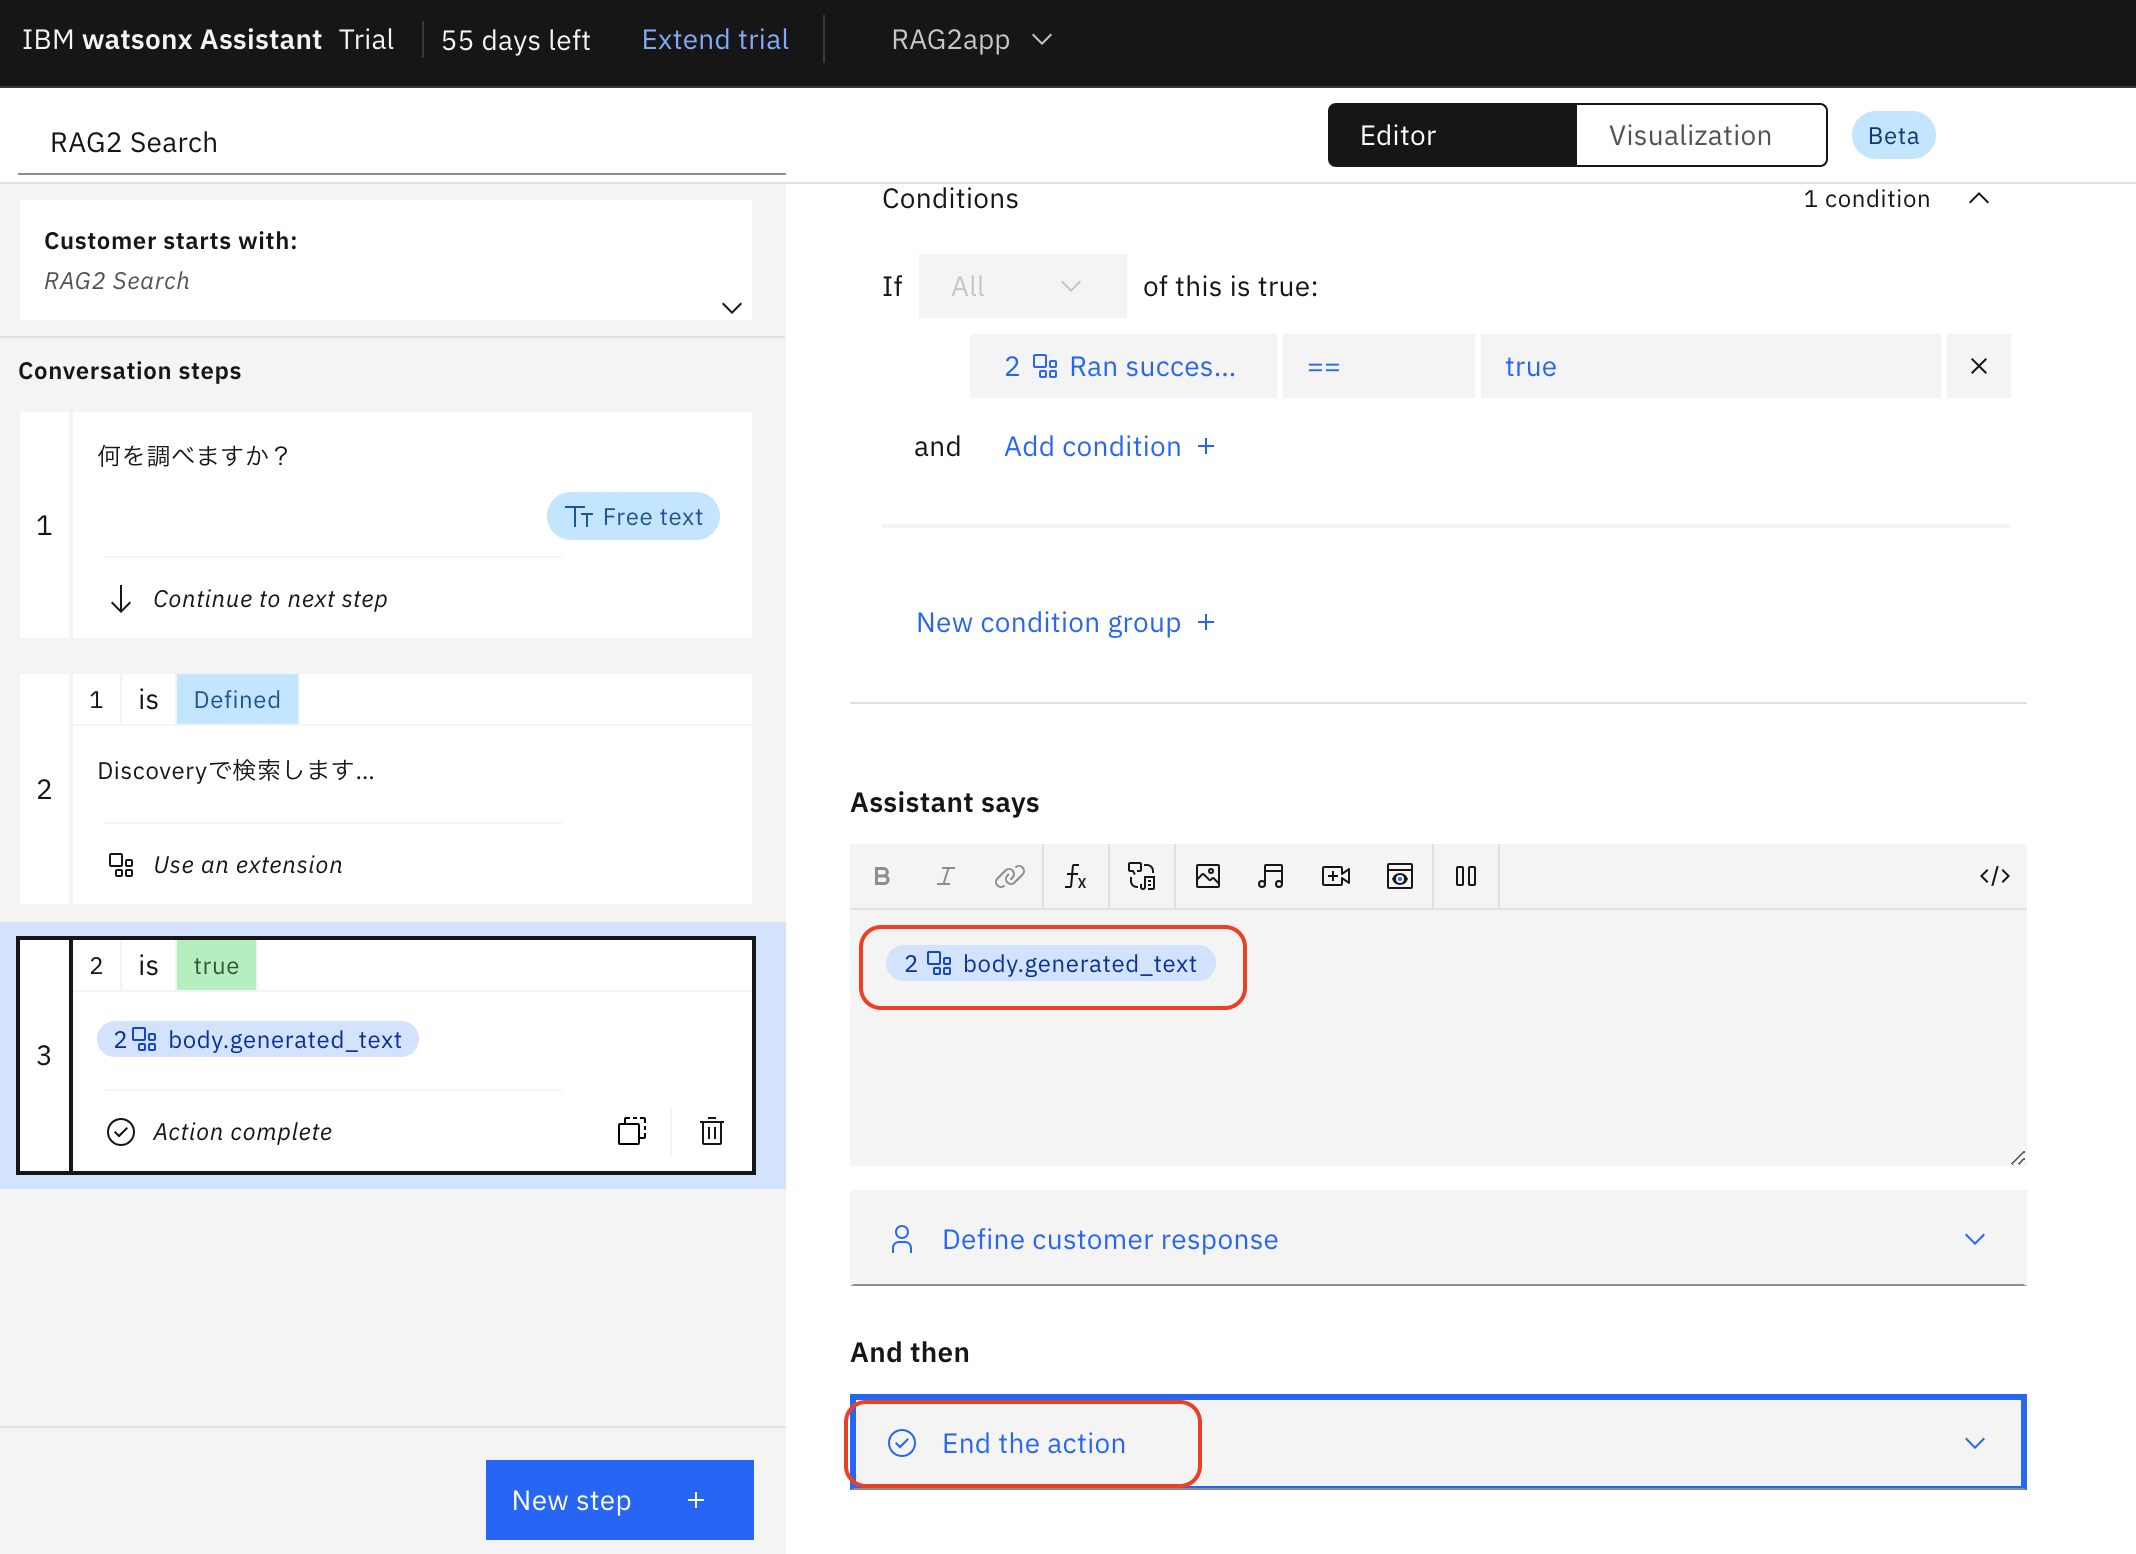 IBM watsonx Assistant Trial 55 days left Extend trial RAG2app
RAG2 Search
Editor Visualization Beta
Customer starts with:
RAG2 Search
Conversation steps
1
何を調べますか？
Free text
Continue to next step
2
1 is Defined
Discoveryで検索します...
Use an extension
3
2 is true
2 body.generated_text
Action complete
New step +
Conditions 1 condition
If All of this is true:
2 Ran succes... == true
and Add condition +
New condition group +
Assistant says
B I fx </>
2 body.generated_text
Define customer response
And then
End the action